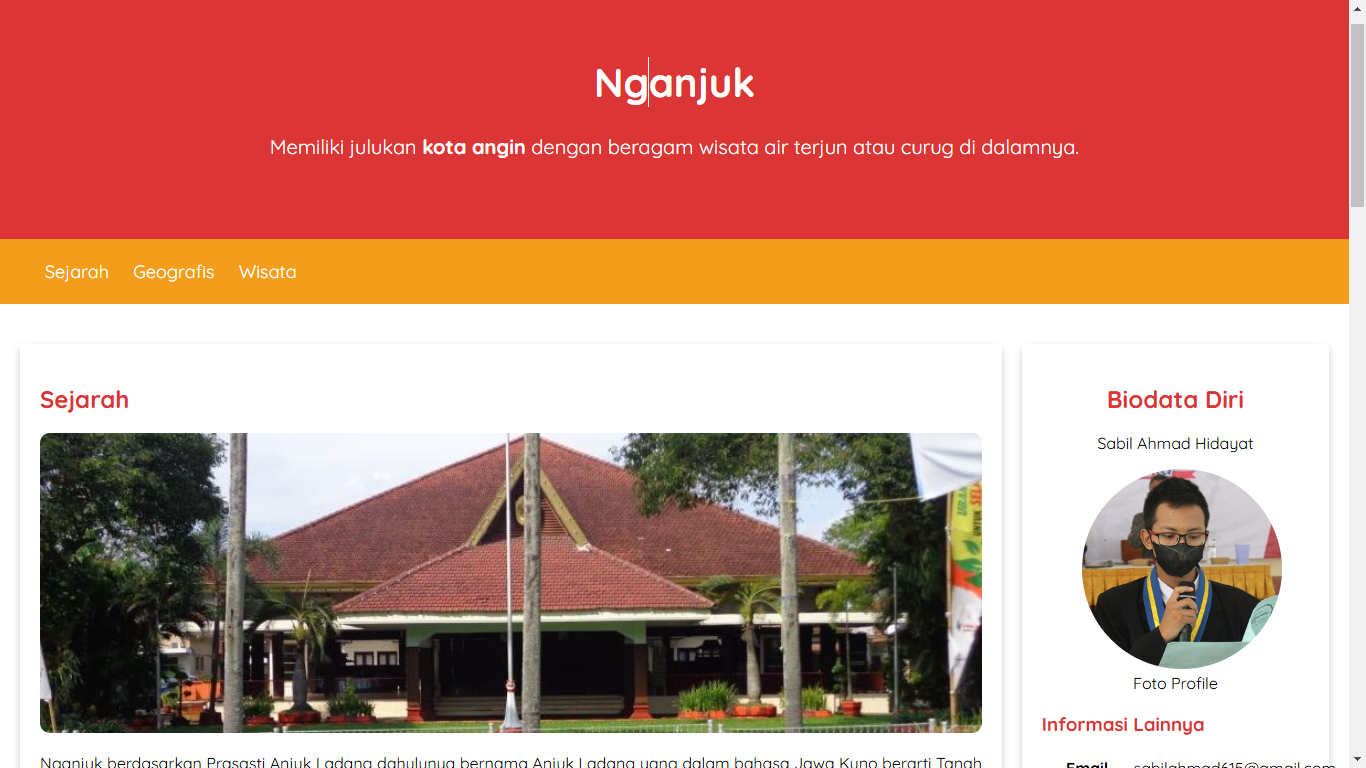 Nganjuk
Memiliki julukan kota angin dengan beragam wisata air terjun atau curug di dalamnya.
Sejarah Geografis Wisata
Sejarah
Nganjuk berdasarkan Prasasti Anjuk Ladang dahulunya bernama Anjuk Ladang yang dalam bahasa Jawa Kuno berarti Tanah
Biodata Diri
Sabil Ahmad Hidayat
Foto Profile
Informasi Lainnya
Email sabilahmad615@gmail.com